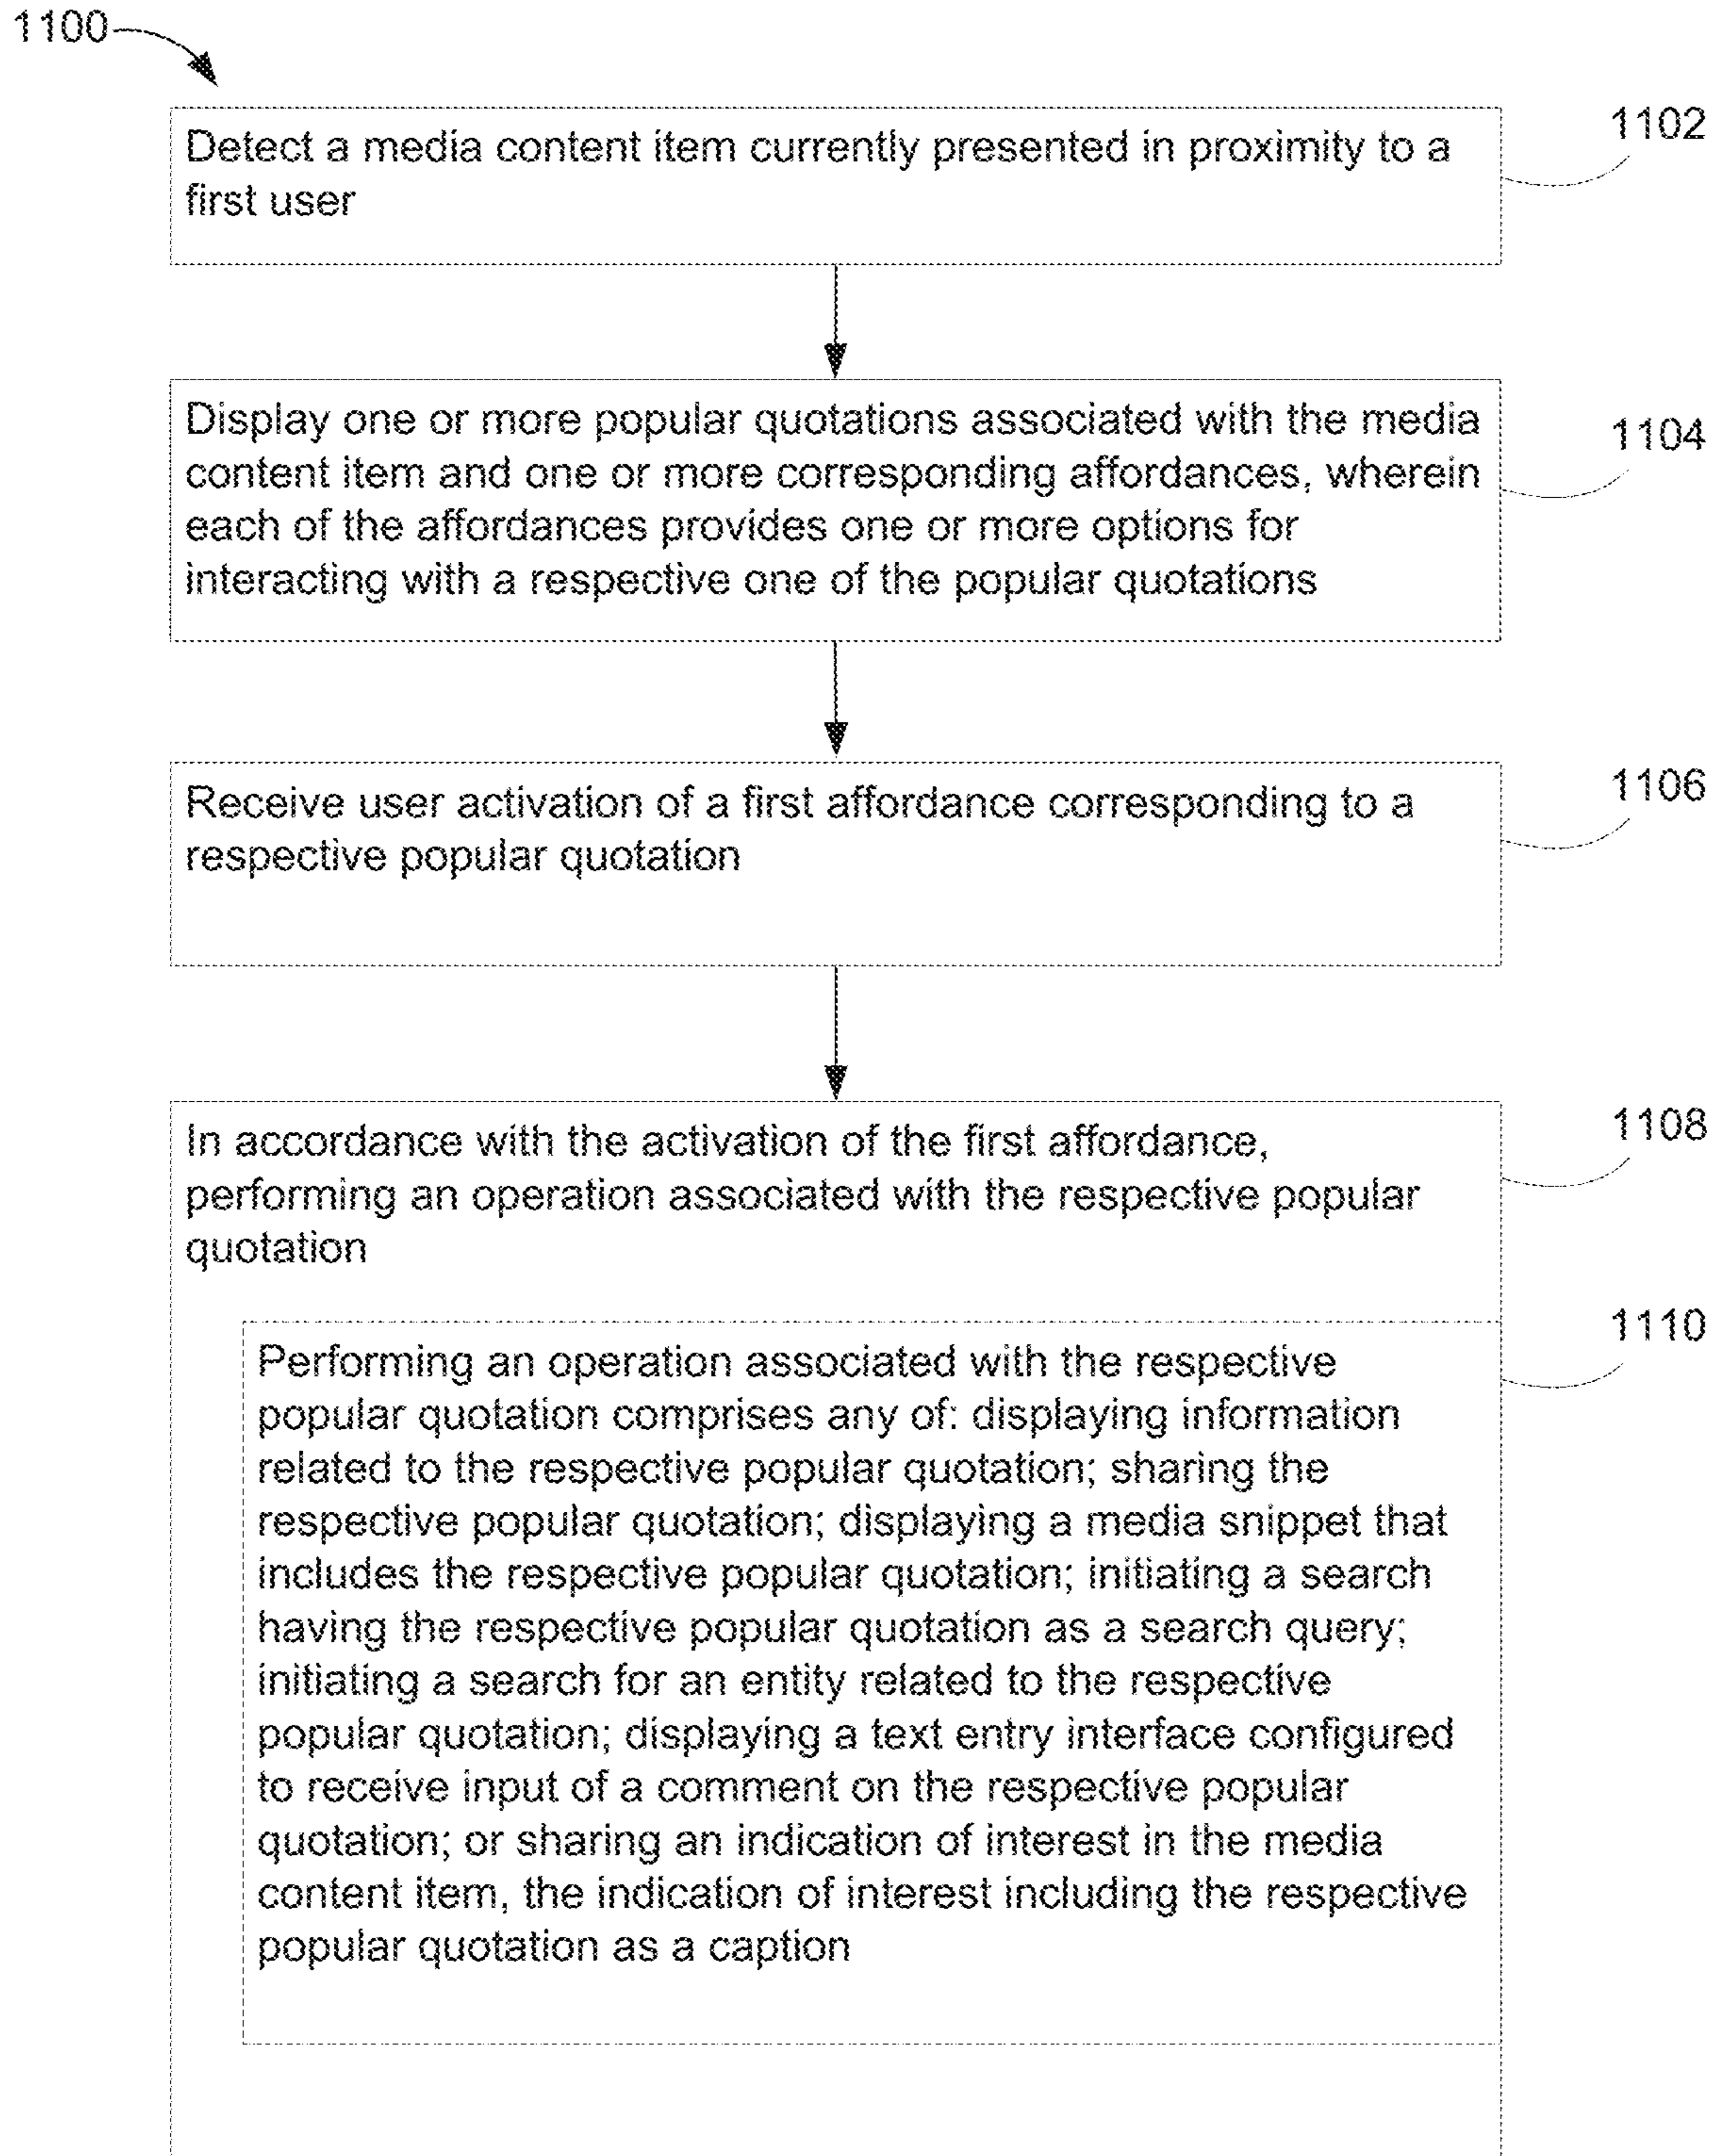 1100
Detect a media content item currently presented in proximity to a
first user
1102
Display one or more popular quotations associated with the media
content item and one or more corresponding affordances, wherein
each of the affordances provides one or more options for
interacting with a respective one of the popular quotations
1104
Receive user activation of a first affordance corresponding to a
respective popular quotation
1106
In accordance with the activation of the first affordance,
performing an operation associated with the respective popular
quotation
1108
Performing an operation associated with the respective
popular quotation comprises any of: displaying information
related to the respective popular quotation; sharing the
respective popular quotation; displaying a media snippet that
includes the respective popular quotation; initiating a search
having the respective popular quotation as a search query;
initiating a search for an entity related to the respective
popular quotation; displaying a text entry interface configured
to receive input of a comment on the respective popular
quotation; or sharing an indication of interest in the media
content item, the indication of interest including the respective
popular quotation as a caption
1110